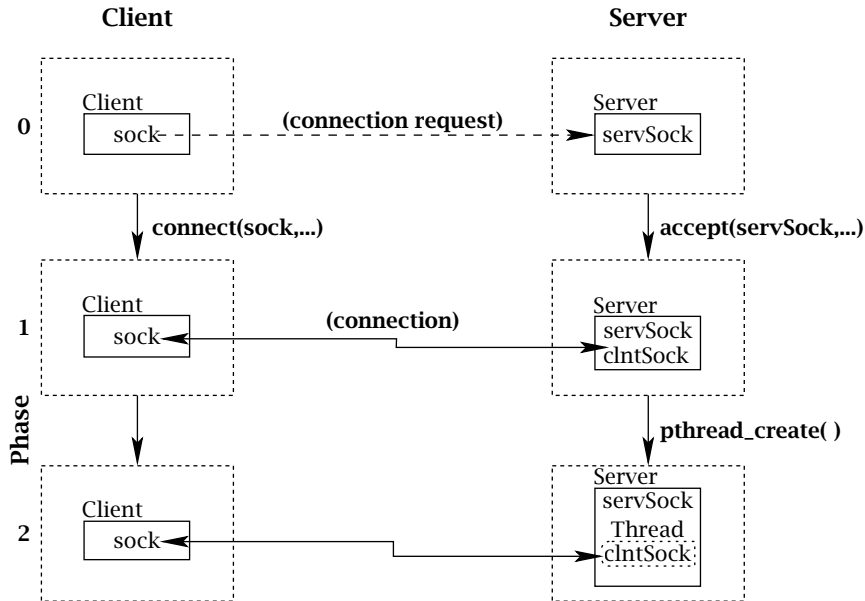 Client
Server
0
Client
sock
(connection request)
Server
servSock
connect(sock,...)
accept(servSock,...)
1
Client
sock
(connection)
Server
servSock
clntSock
Phase
pthread_create( )
2
Client
sock
Server
servSock
Thread
clntSock